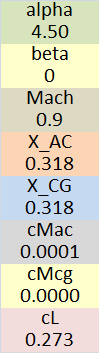 alpha
4.50
beta
0
Mach
0.9
X_AC
0.318
X_CG
0.318
cMac
0.0001
cMcg
0.0000
cL
0.273